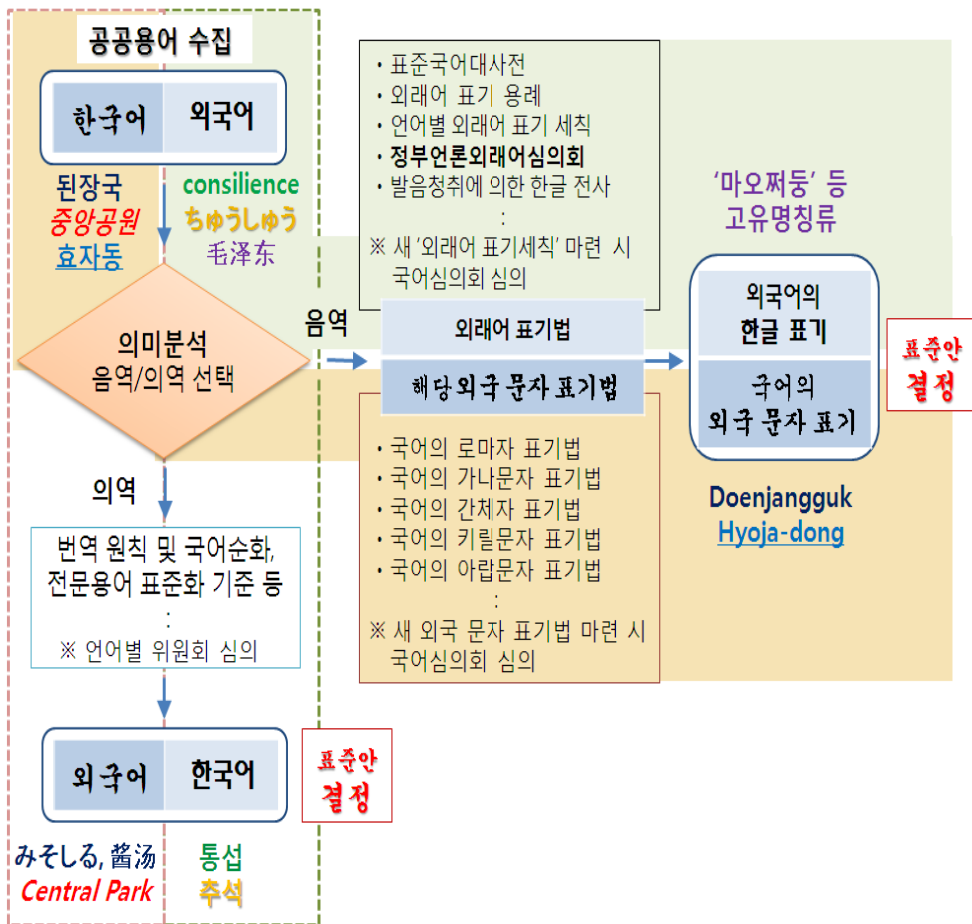 공공용어 수집
한국어 외국어
된장국 consilience
중앙공원 ちゅうしゅう
효자동 毛泽东
의미분석
음역/의역 선택
음역
• 표준국어대사전
• 외래어 표기 용례
• 언어별 외래어 표기 세칙
• 정부언론외래어심의회
• 발음청취에 의한 한글 전사
:
※ 새 ‘외래어 표기세칙’ 마련 시
국어심의회 심의
외래어 표기법
해당 외국 문자 표기법
• 국어의 로마자 표기법
• 국어의 가나문자 표기법
• 국어의 간체자 표기법
• 국어의 키릴문자 표기법
• 국어의 아랍문자 표기법
:
※ 새 외국 문자 표기법 마련 시
국어심의회 심의
‘마오쩌둥’ 등
고유명칭류
외국어의
한글 표기
국어의
외국 문자 표기
표준안
결정
Doenjangguk
Hyoja-dong
의역
번역 원칙 및 국어순화,
전문용어 표준화 기준 등
:
※ 언어별 위원회 심의
외국어 한국어
표준안
결정
みそしる, 酱汤 통섭
Central Park 추석